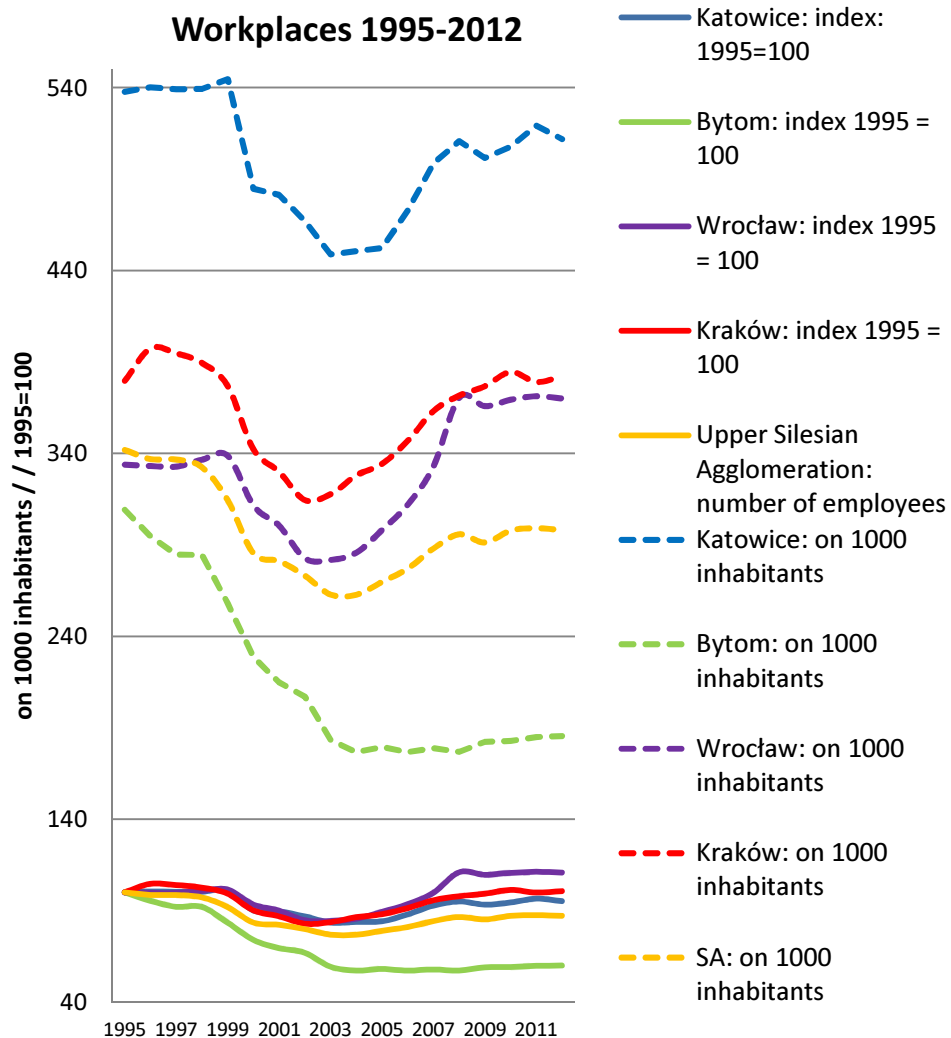 Workplaces 1995-2012
on 1000 inhabitants / / 1995=100
540
440
340
240
140
40
1995 1997 1999 2001 2003 2005 2007 2009 2011
Katowice: index:
1995=100
Bytom: index 1995 =
100
Wrocław: index 1995
= 100
Kraków: index 1995 =
100
Upper Silesian
Agglomeration:
number of employees
Katowice: on 1000
inhabitants
Bytom: on 1000
inhabitants
Wrocław: on 1000
inhabitants
Kraków: on 1000
inhabitants
SA: on 1000
inhabitants